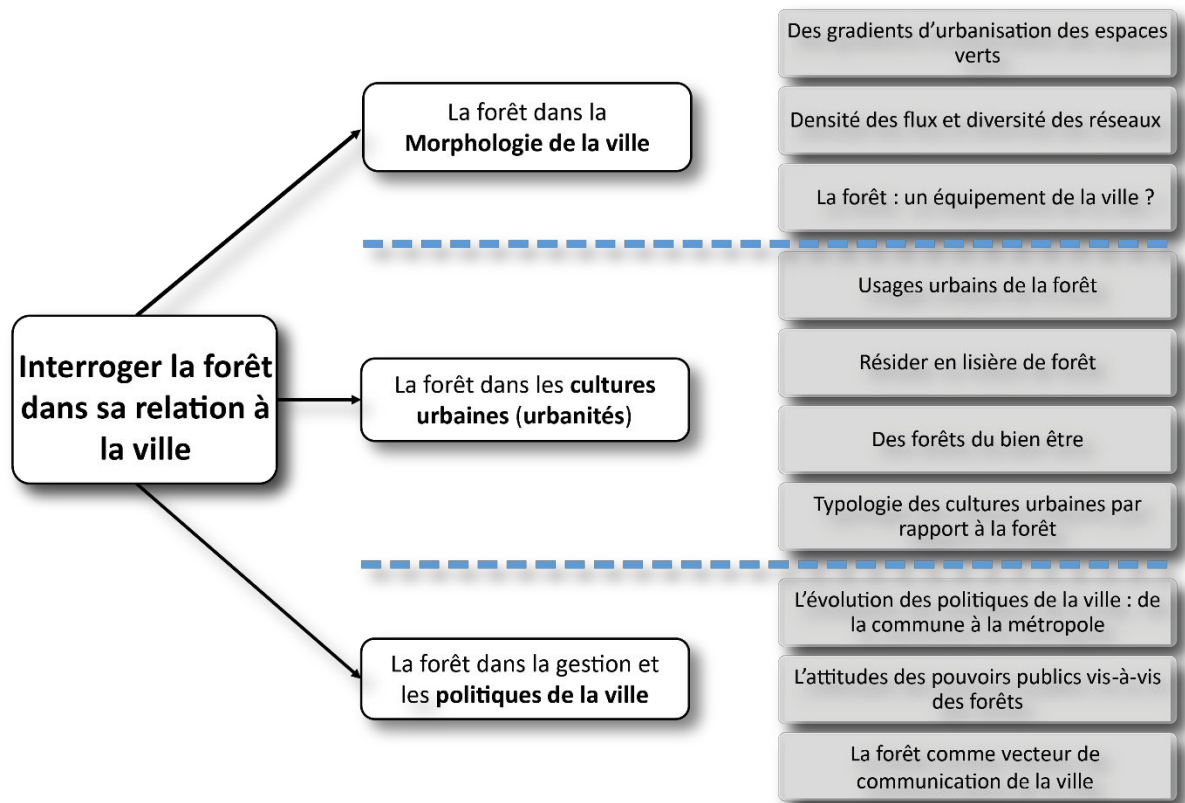 Interroger la forêt
dans sa relation à
la ville
La forêt dans la
Morphologie de la ville
Des gradients d’urbanisation des espaces
verts
Densité des flux et diversité des réseaux
La forêt : un équipement de la ville ?
La forêt dans les cultures
urbaines (urbanités)
Usages urbains de la forêt
Résider en lisière de forêt
Des forêts du bien être
Typologie des cultures urbaines par
rapport à la forêt
La forêt dans la gestion et
les politiques de la ville
L’évolution des politiques de la ville : de
la commune à la métropole
L’attitudes des pouvoirs publics vis-à-vis
des forêts
La forêt comme vecteur de
communication de la ville